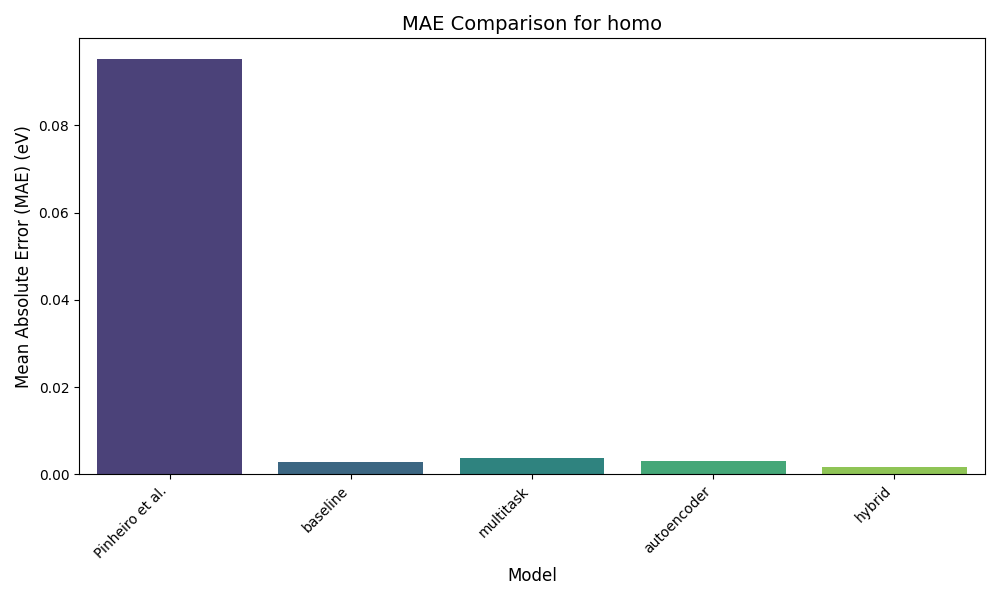 MAE Comparison for homo
Mean Absolute Error (MAE) (eV)
0.08
0.06
0.04
0.02
0.00
Pinheiro et al.
baseline
multitask
autoencoder
hybrid
Model